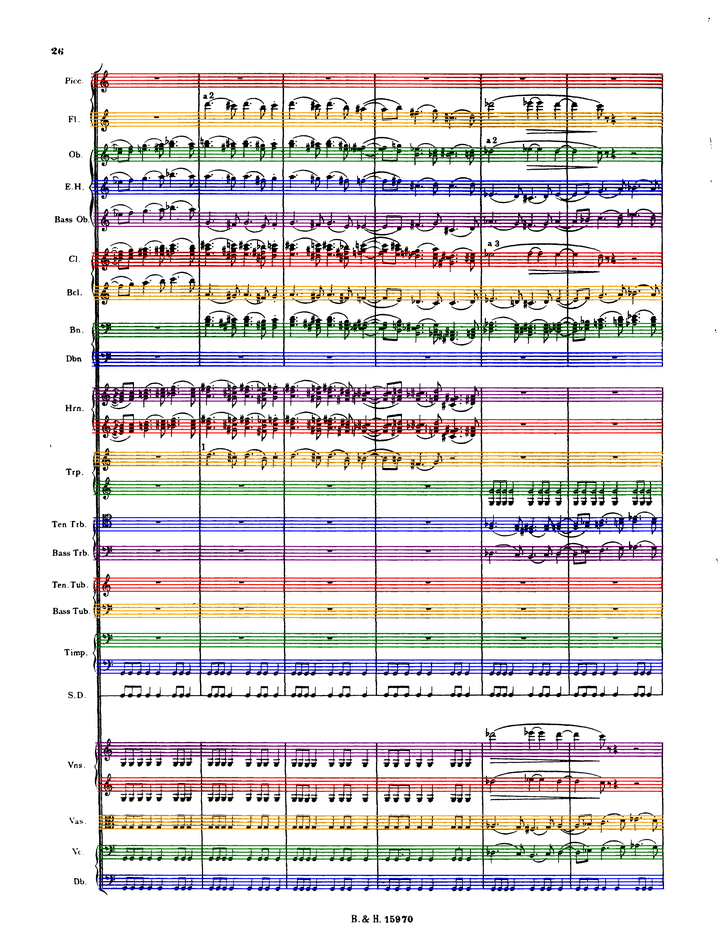 26
Picc.
a 2
Fl.
a 2
Ob.
E.H.
Bass Ob.
a 3
Cl.
Bcl.
Bn.
Dbn
Hrn.
I
Trp.
Ten Trb.
Bass Trb.
Ten. Tub.
Bass Tub.
Timp.
S.D.
Vns.
Vas.
Vc.
Db.
B. & H. 15970